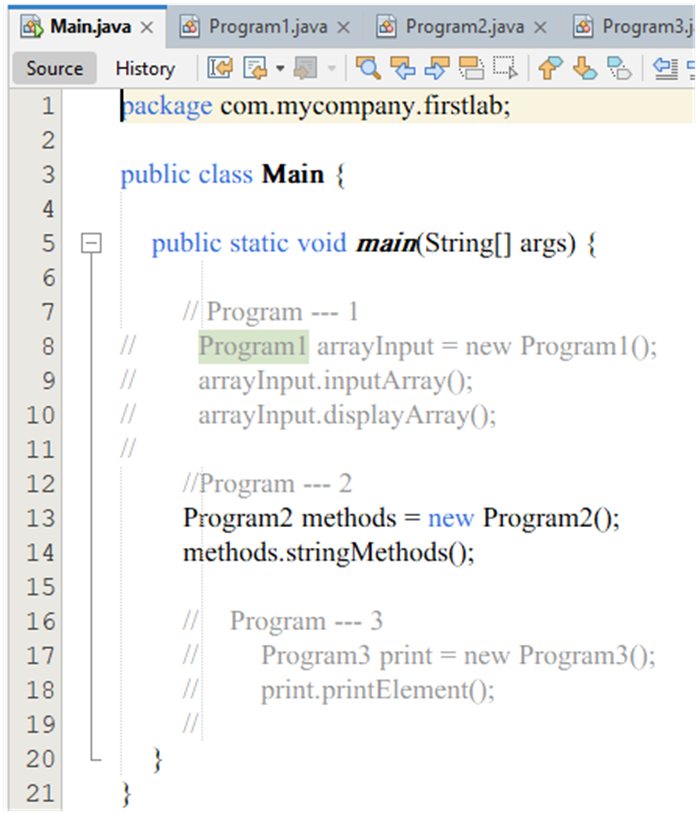 Main.java × Program1.java × Program2.java × Program3.j
Source History
1 package com.mycompany.firstlab;
2
3 public class Main {
4
5 public static void main(String[] args) {
6
7 // Program --- 1
8 // Program1 arrayInput = new Program1();
9 // arrayInput.inputArray();
10 // arrayInput.displayArray();
11 //
12 //Program --- 2
13 Program2 methods = new Program2();
14 methods.stringMethods();
15
16 // Program --- 3
17 // Program3 print = new Program3();
18 // print.printElement();
19 //
20 }
21 }